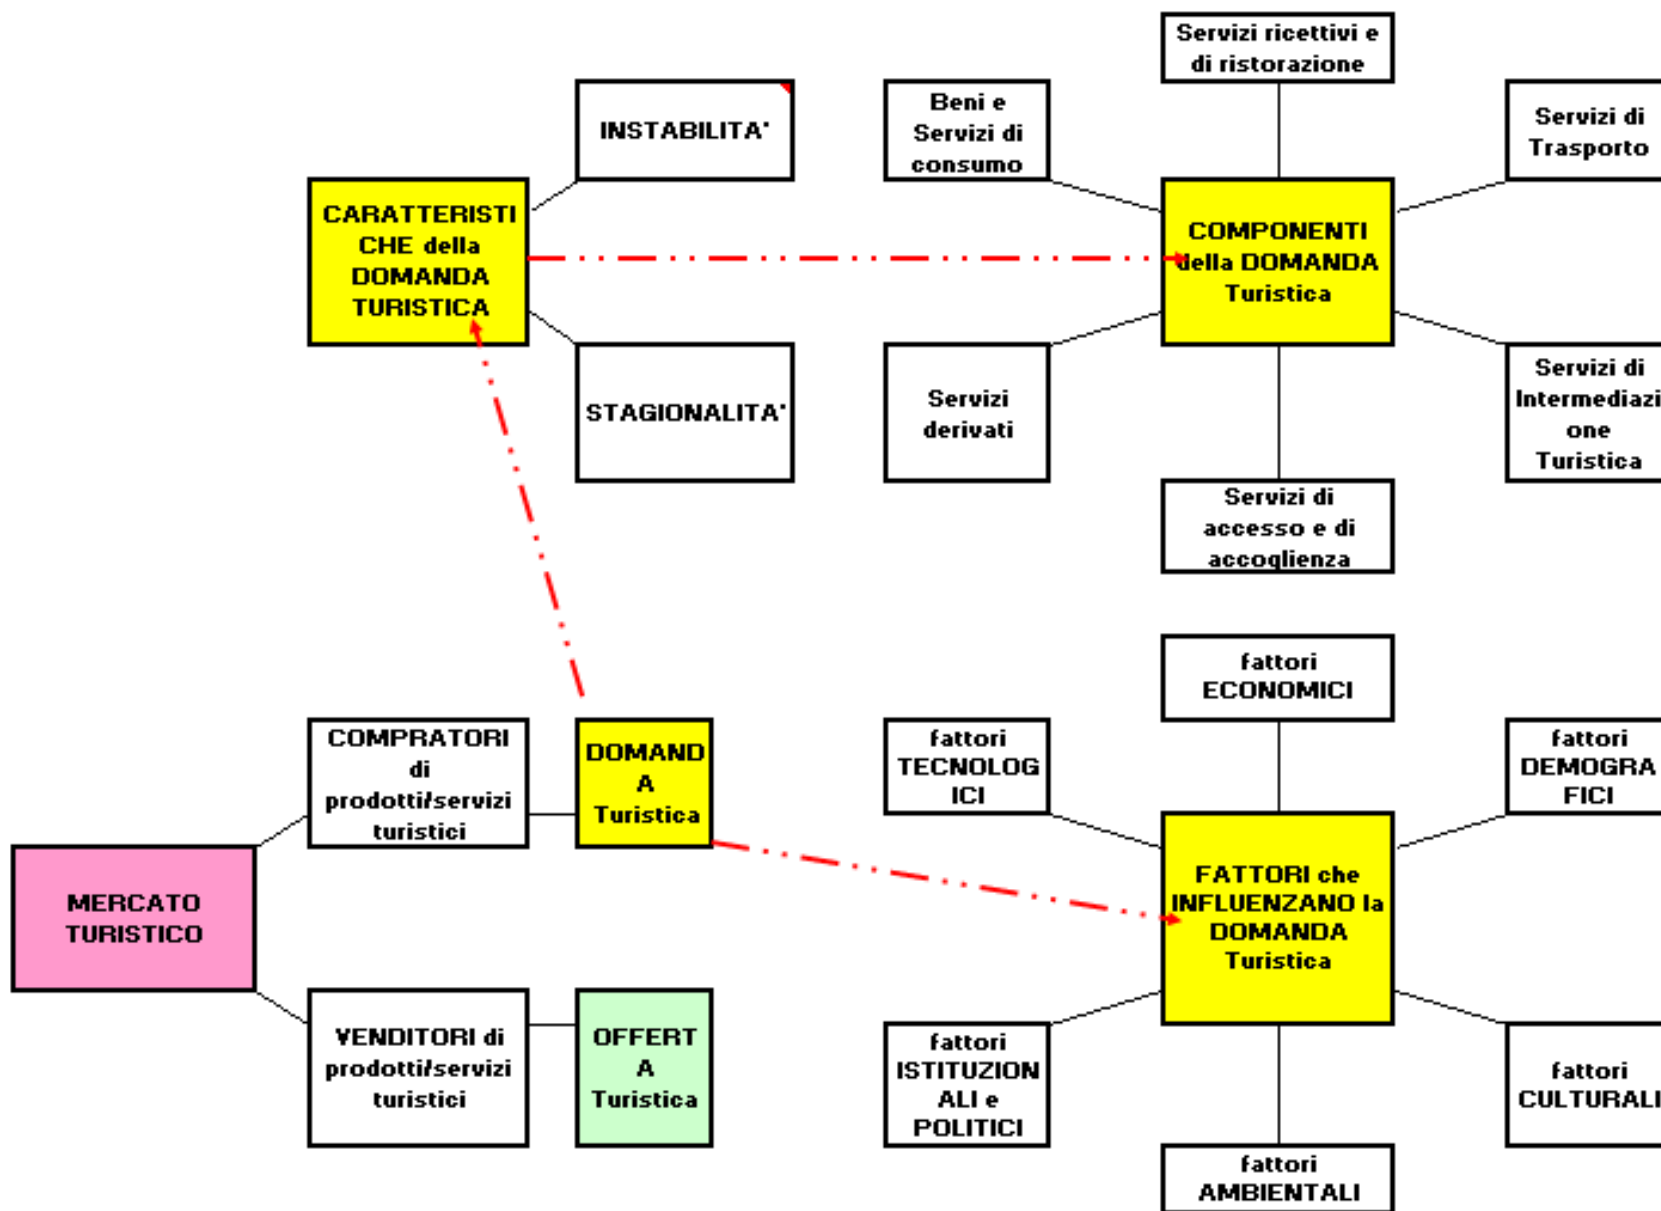 Servizi ricettivi e
di ristorazione
INSTABILITA'
Beni e
Servizi di
consumo
Servizi di
Trasporto
CARATTERISTI
CHE della
DOMANDA
TURISTICA
COMPONENTI
della DOMANDA
Turistica
STAGIONALITA'
Servizi
derivati
Servizi di
Intermediazi
one
Turistica
Servizi di
accesso e di
accoglienza
fattori
ECONOMICI
COMPRATORI
di
prodotti/servizi
turistici
DOMAND
A
Turistica
fattori
TECNOLOG
ICI
fattori
DEMOGRA
FICI
MERCATO
TURISTICO
FATTORI che
INFLUENZANO la
DOMANDA
Turistica
VENDITORI di
prodotti/servizi
turistici
OFFERT
A
Turistica
fattori
ISTITUZION
ALI e
POLITICI
fattori
CULTURALI
fattori
AMBIENTALI